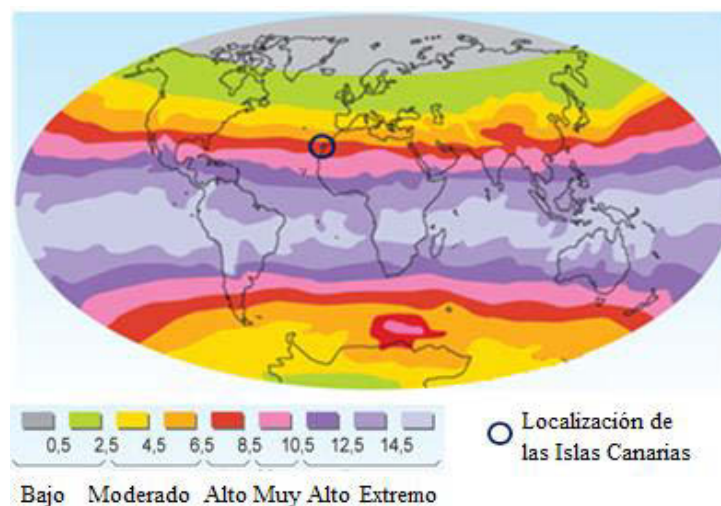 0,5 2,5 4,5 6,5 8,5 10,5 12,5 14,5
Bajo Moderado Alto Muy Alto Extremo
Localización de
las Islas Canarias